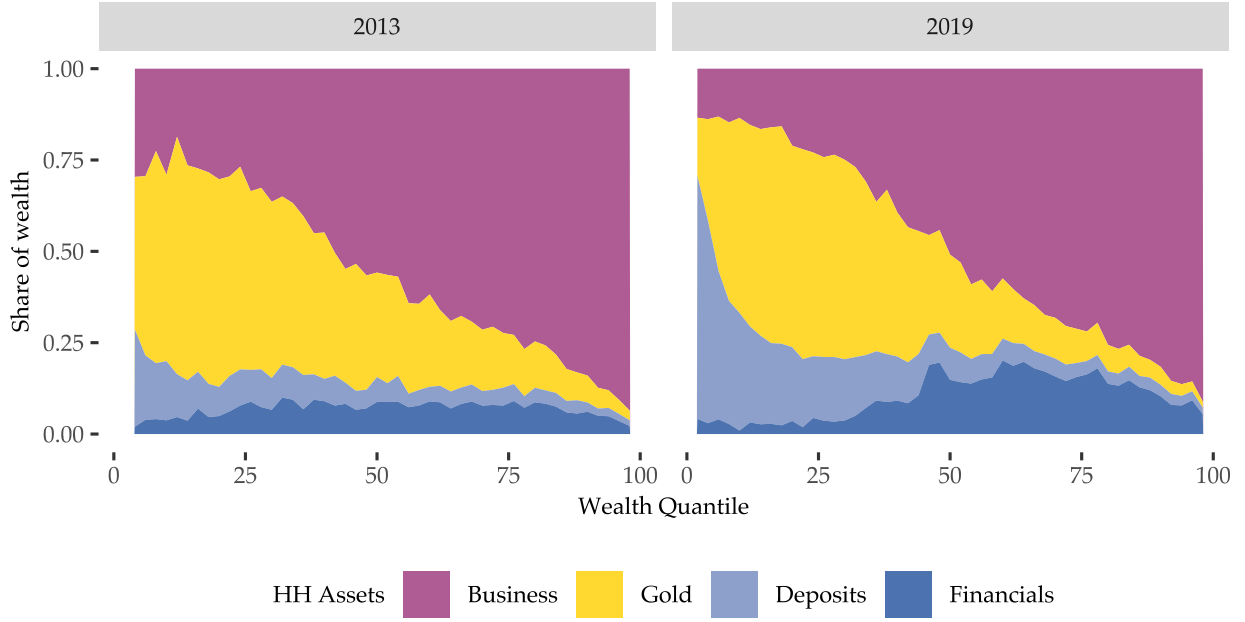 2013 2019
1.00
0.75
0.50
0.25
0.00
Share of wealth
0 25 50 75 100 0 25 50 75 100
Wealth Quantile
HH Assets Business Gold Deposits Financials